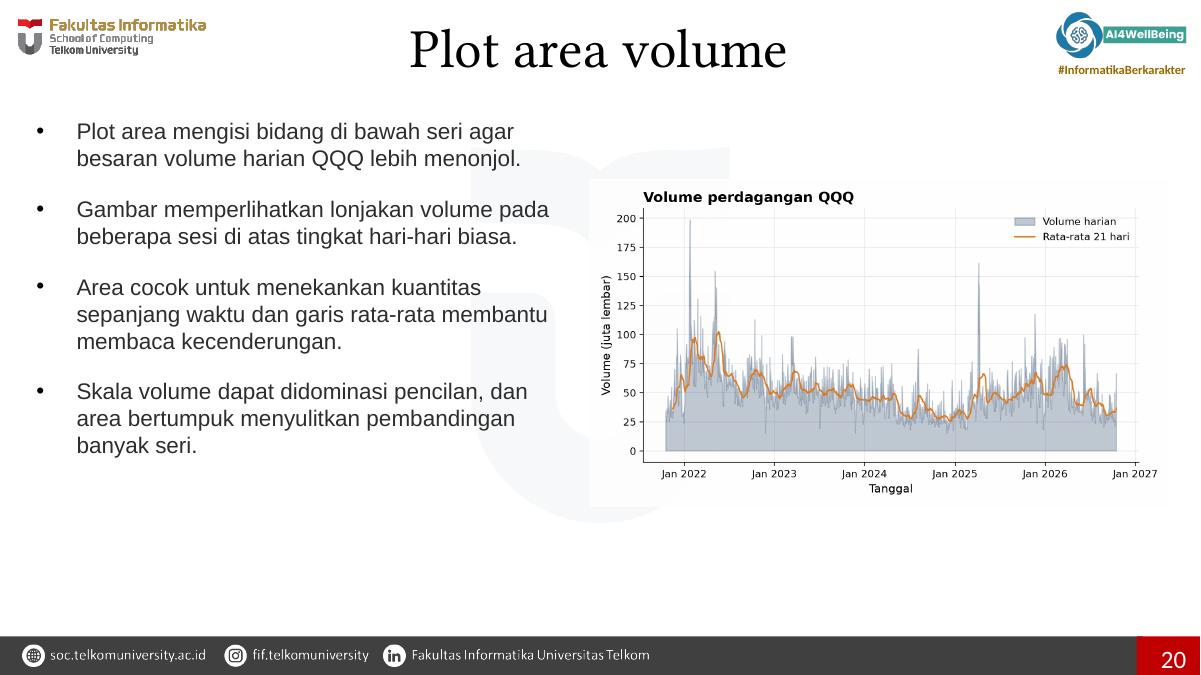 Fakultas Informatika
School of Computing
Telkom University
Plot area volume
AI4WellBeing
#InformatikaBerkarakter
• Plot area mengisi bidang di bawah seri agar
besaran volume harian QQQ lebih menonjol.
• Gambar memperlihatkan lonjakan volume pada
beberapa sesi di atas tingkat hari-hari biasa.
• Area cocok untuk menekankan kuantitas
sepanjang waktu dan garis rata-rata membantu
membaca kecenderungan.
• Skala volume dapat didominasi pencilan, dan
area bertumpuk menyulitkan pembandingan
banyak seri.
Volume perdagangan QQQ
Volume harian
Rata-rata 21 hari
Volume (juta lembar)
200
175
150
125
100
75
50
25
0
Jan 2022 Jan 2023 Jan 2024 Jan 2025 Jan 2026 Jan 2027
Tanggal
soc.telkomuniversity.ac.id fif.telkomuniversity Fakultas Informatika Universitas Telkom
20